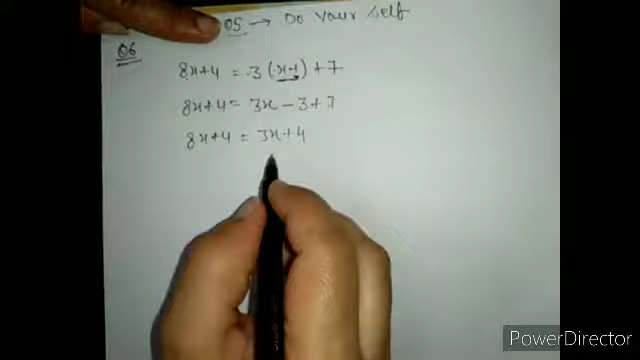 05 → Do your self
06
8x+4 = 3(x-1)+7
8x+4 = 3x-3+7
8x+4 = 3x+4
PowerDirector